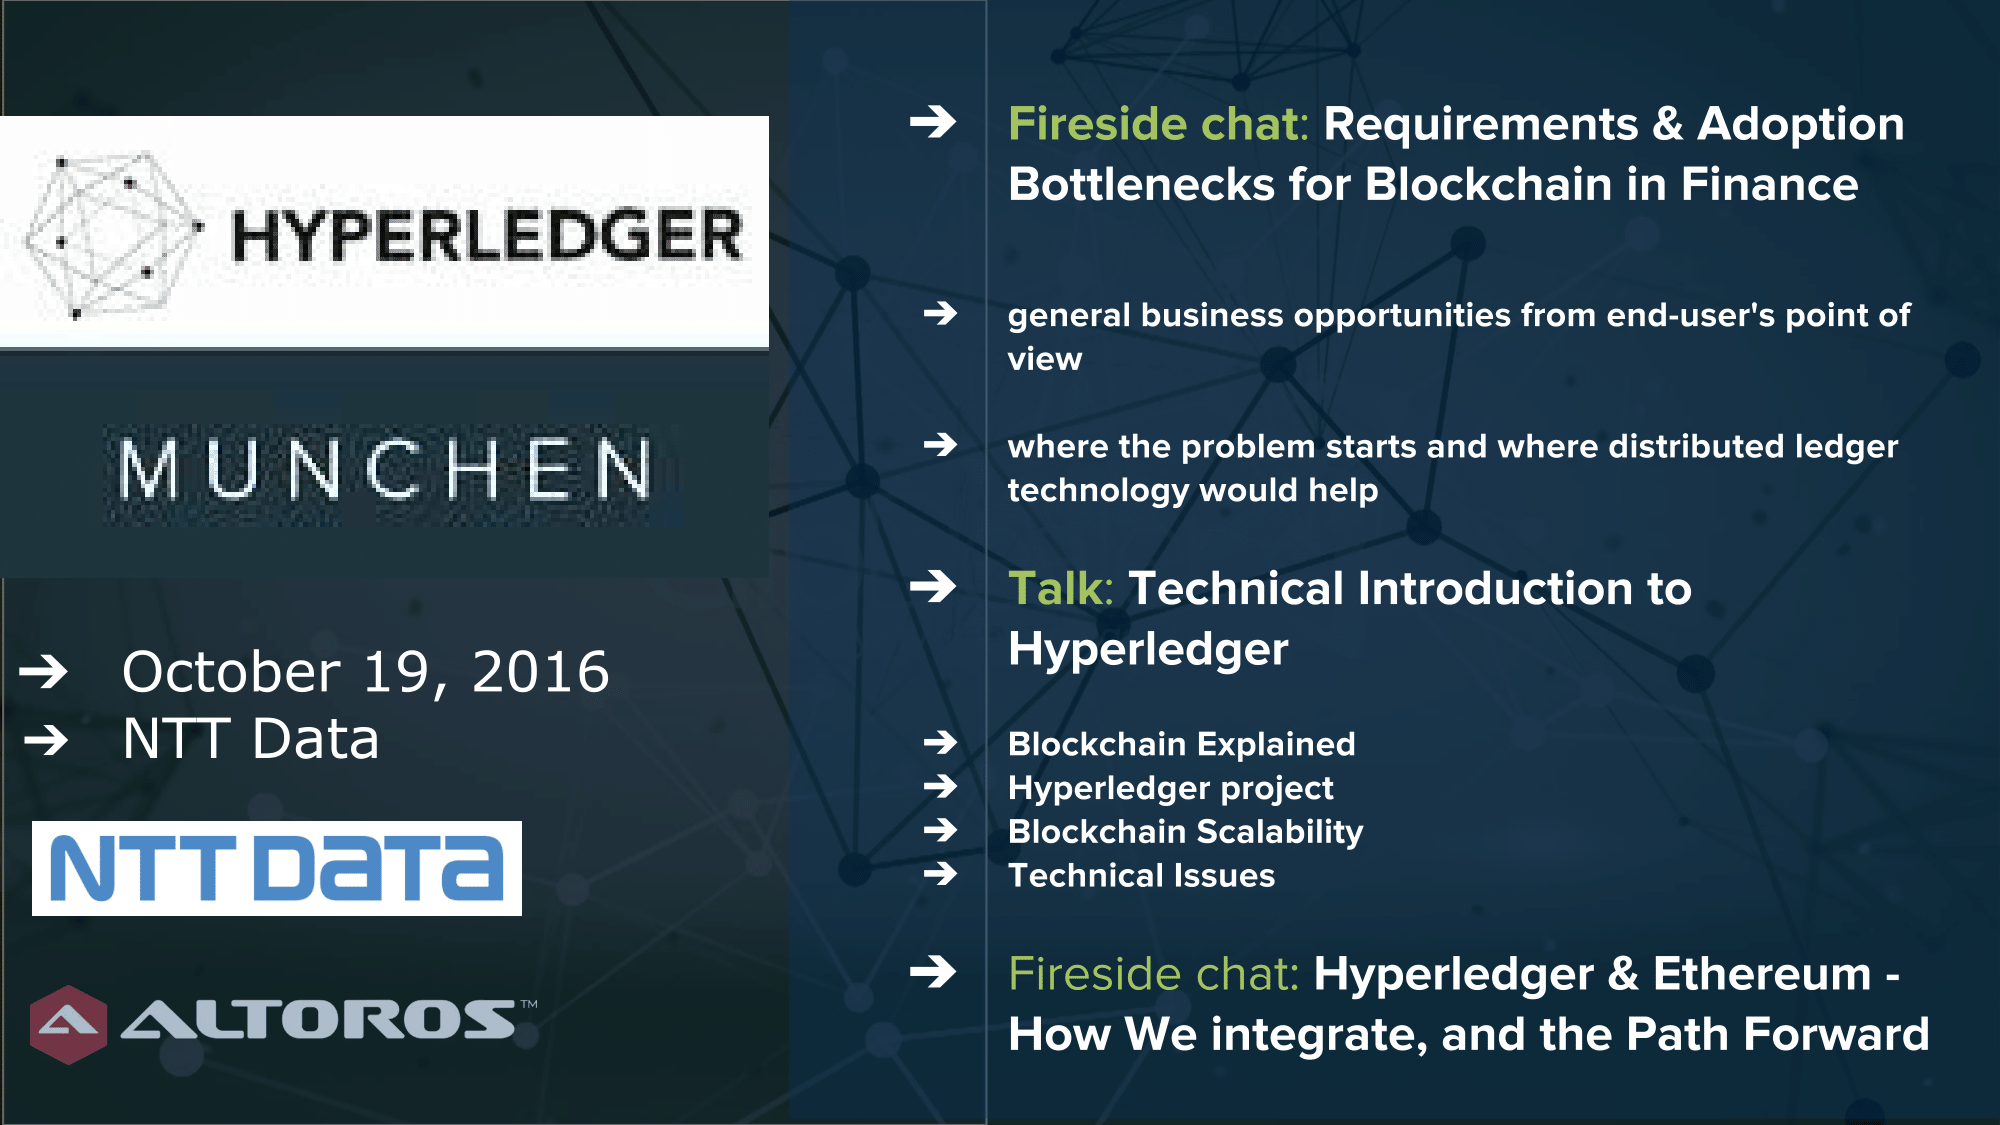 HYPERLEDGER
MUNCHEN
➔ October 19, 2016
➔ NTT Data
NTT DATA
ALTOROS™
➔ Fireside chat: Requirements & Adoption
Bottlenecks for Blockchain in Finance
➔ general business opportunities from end-user's point of
view
➔ where the problem starts and where distributed ledger
technology would help
➔ Talk: Technical Introduction to
Hyperledger
➔ Blockchain Explained
➔ Hyperledger project
➔ Blockchain Scalability
➔ Technical Issues
➔ Fireside chat: Hyperledger & Ethereum -
How We integrate, and the Path Forward